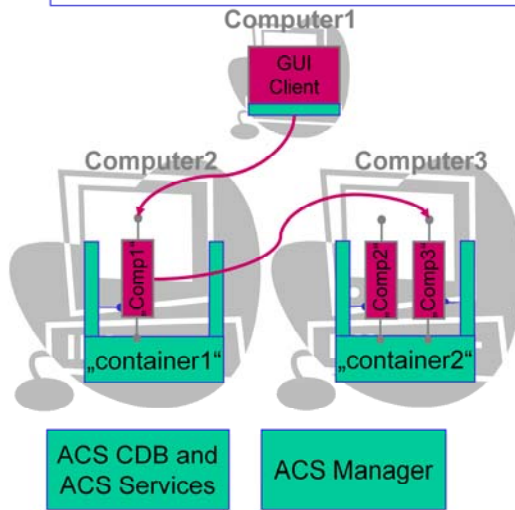 Computer1
GUI
Client
Computer2
Computer3
„Comp1“
„Comp2“
„Comp3“
„container1“
„container2“
ACS CDB and
ACS Services
ACS Manager